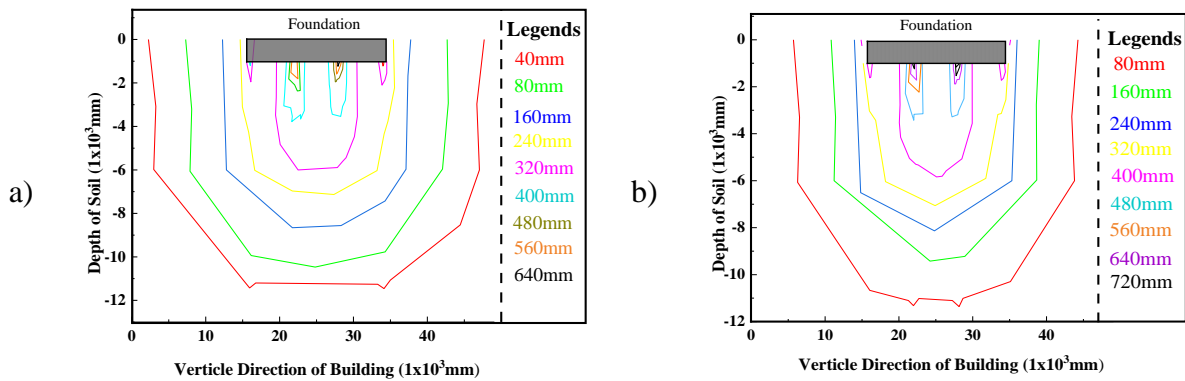 a)
Foundation
Legends
40mm
80mm
160mm
240mm
320mm
400mm
480mm
560mm
640mm
0
-2
-4
-6
-8
-10
-12
Depth of Soil (1x10³mm)
0 10 20 30 40
Verticle Direction of Building (1x10³mm)
b)
Foundation
Legends
80mm
160mm
240mm
320mm
400mm
480mm
560mm
640mm
720mm
0
-2
-4
-6
-8
-10
-12
Depth of Soil (1x10³mm)
0 10 20 30 40
Verticle Direction of Building (1x10³mm)